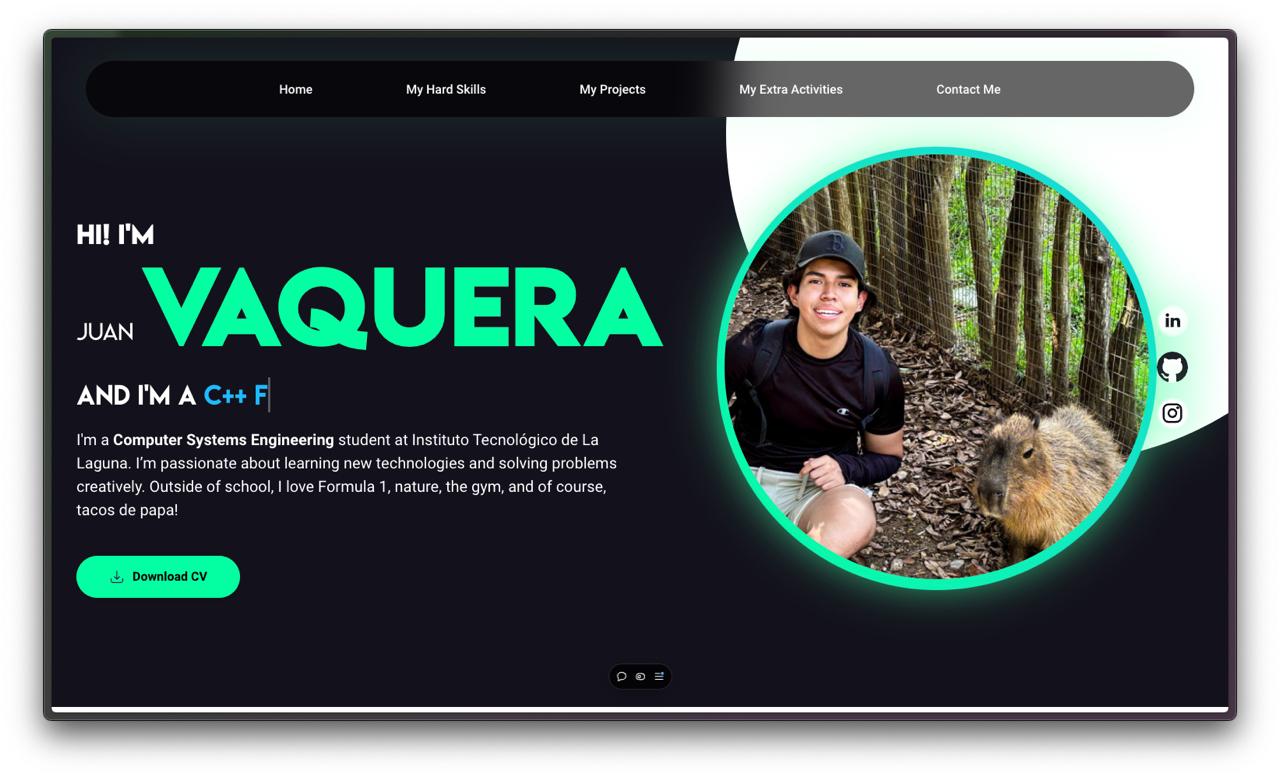 Home My Hard Skills My Projects My Extra Activities Contact Me
HI! I'M
JUAN VAQUERA
AND I'M A C++ F
I'm a Computer Systems Engineering student at Instituto Tecnológico de La
Laguna. I'm passionate about learning new technologies and solving problems
creatively. Outside of school, I love Formula 1, nature, the gym, and of course,
tacos de papa!
Download CV
in